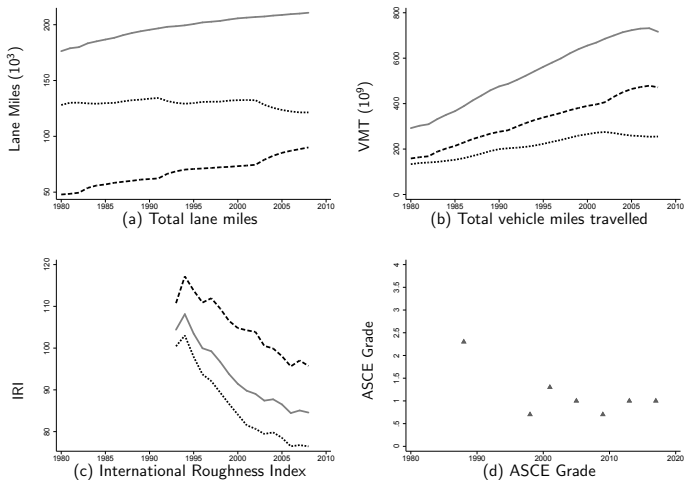 Lane Miles (10³)
200
150
100
50
1980 1985 1990 1995 2000 2005 2010
(a) Total lane miles
VMT (10⁹)
800
600
400
200
0
1980 1985 1990 1995 2000 2005 2010
(b) Total vehicle miles travelled
IRI
120
110
100
90
80
1980 1985 1990 1995 2000 2005 2010
(c) International Roughness Index
ASCE Grade
4
3.5
3
2.5
2
1.5
1
.5
0
1980 1990 2000 2010 2020
(d) ASCE Grade